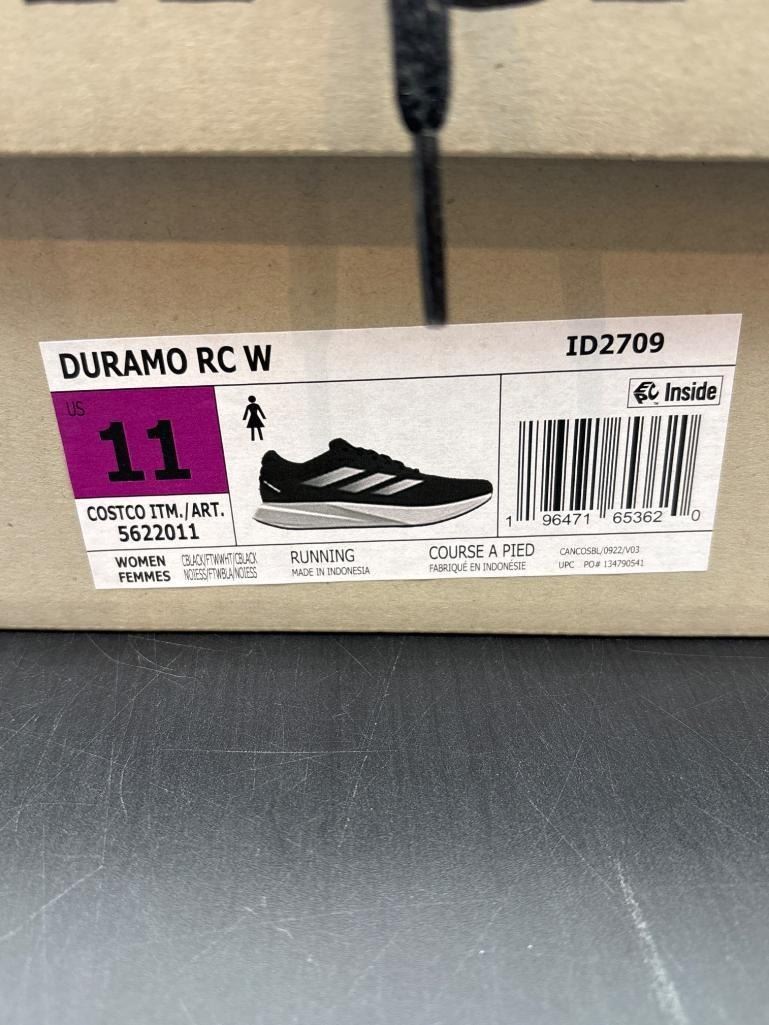 DURAMO RC W
ID2709
US
11
COSTCO ITM./ART.
5622011
Inside
1 96471 65362 0
WOMEN
FEMMES
CBLACK/FTWWHT/CBLACK
NOIESS/FTWBLA/NOIESS
RUNNING
MADE IN INDONESIA
COURSE A PIED
FABRIQUÉ EN INDONÉSIE
CANCOSBL/0922/V03
UPC PO# 134790541